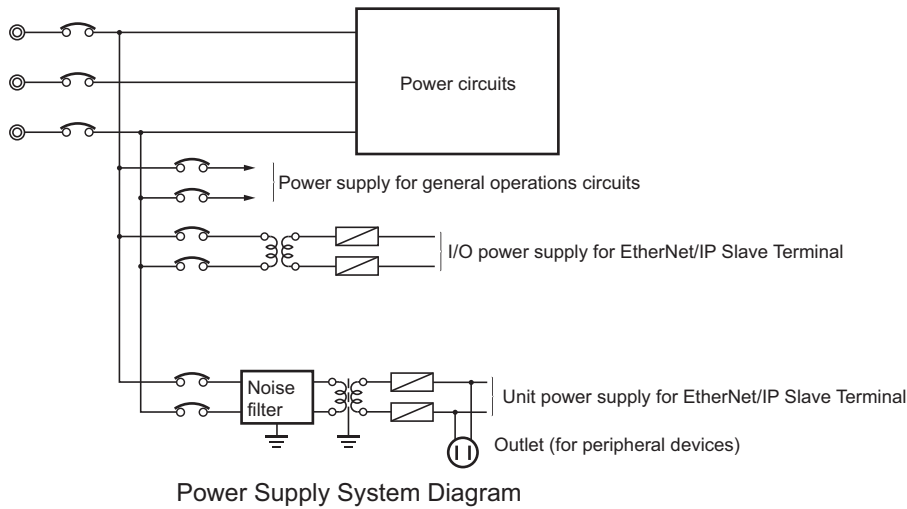 Power circuits
Power supply for general operations circuits
I/O power supply for EtherNet/IP Slave Terminal
Noise
filter
Unit power supply for EtherNet/IP Slave Terminal
Outlet (for peripheral devices)
Power Supply System Diagram